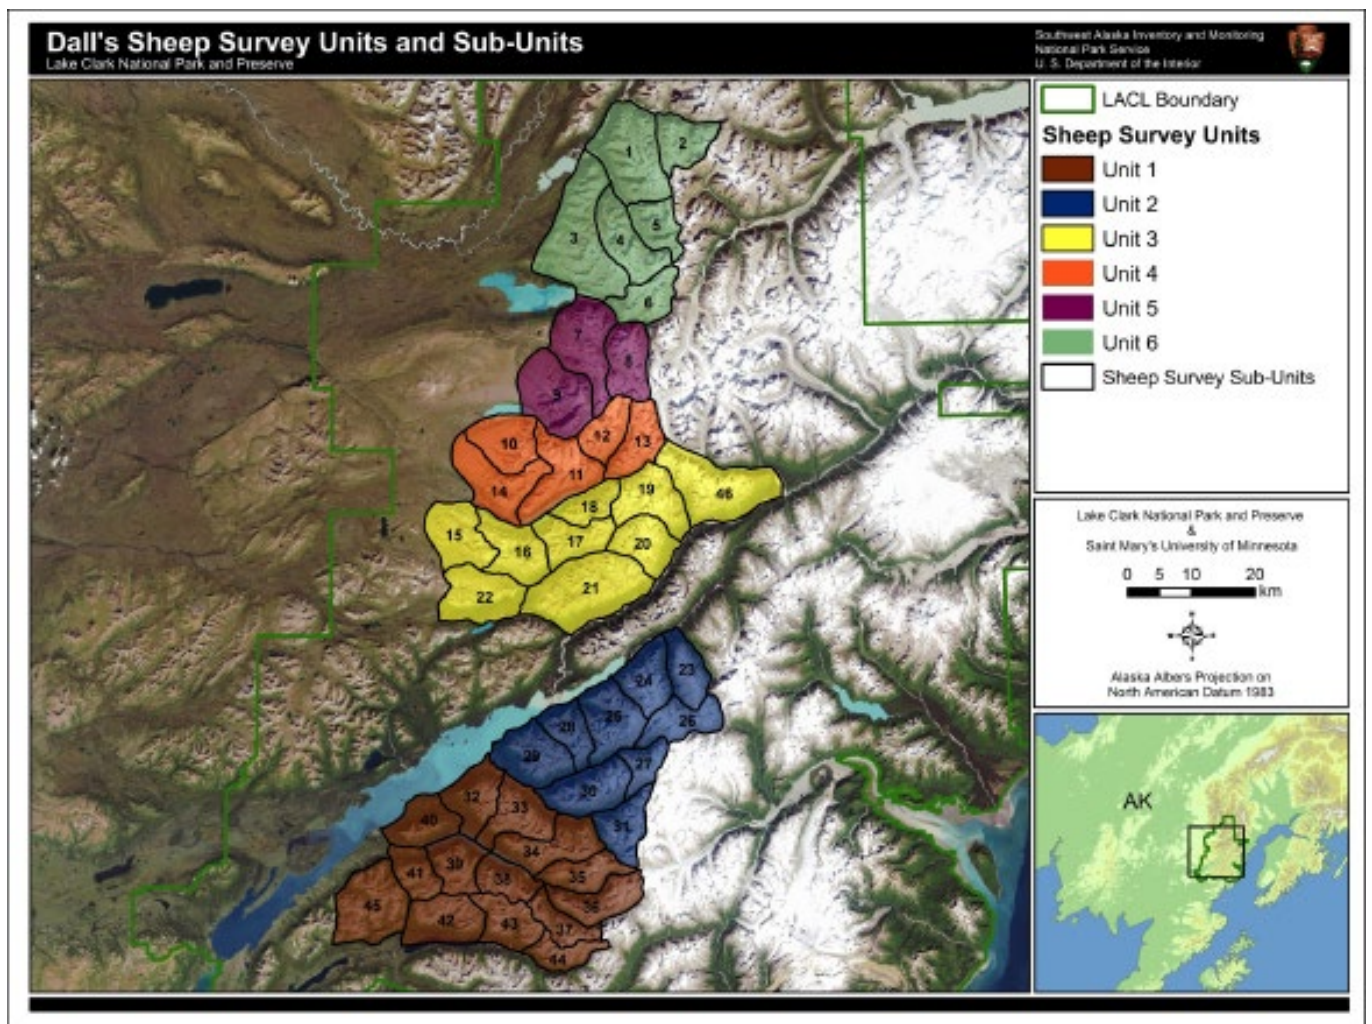 Dall's Sheep Survey Units and Sub-Units
Lake Clark National Park and Preserve
Southwest Alaska Inventory and Monitoring
National Park Service
U. S. Department of the Interior
LACL Boundary
Sheep Survey Units
Unit 1
Unit 2
Unit 3
Unit 4
Unit 5
Unit 6
Sheep Survey Sub-Units
Lake Clark National Park and Preserve
&
Saint Mary's University of Minnesota
0 5 10 20
km
Alaska Albers Projection on
North American Datum 1983
AK
1
2
3
4
5
6
7
8
9
10
12
13
11
14
18
19
46
15
16
17
20
22
21
23
24
28
25
26
29
27
30
31
32
33
40
34
41
39
38
35
45
42
43
36
37
44